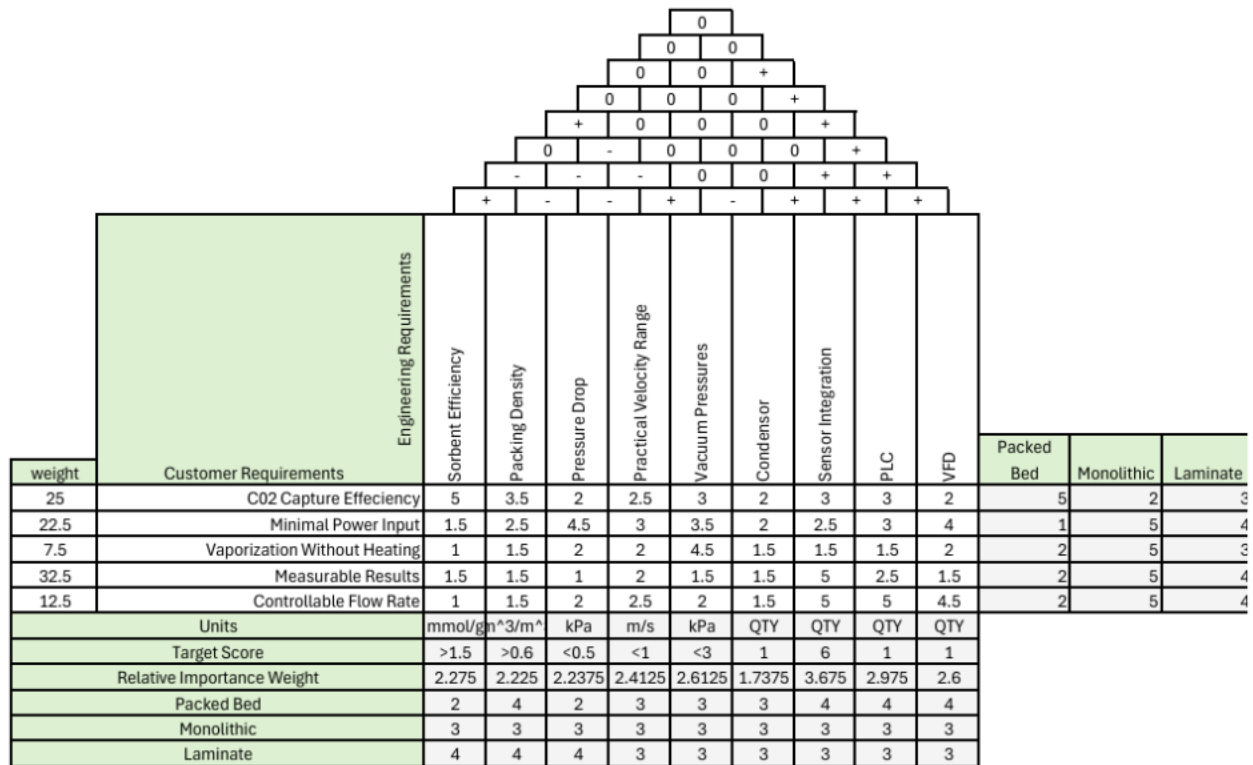 0
0 0
0 0 +
0 0 0 +
+ 0 0 0 +
0 - 0 0 0 +
- - - 0 0 + +
+ - - + - + + +
Engineering Requirements
Sorbent Efficiency
Packing Density
Pressure Drop
Practical Velocity Range
Vacuum Pressures
Condensor
Sensor Integration
PLC
VFD
weight Customer Requirements Packed Bed Monolithic Laminate
25 C02 Capture Effeciency 5 3.5 2 2.5 3 2 3 3 2 5 2 3
22.5 Minimal Power Input 1.5 2.5 4.5 3 3.5 2 2.5 3 4 1 5 4
7.5 Vaporization Without Heating 1 1.5 2 2 4.5 1.5 1.5 1.5 2 2 5 3
32.5 Measurable Results 1.5 1.5 1 2 1.5 1.5 5 2.5 1.5 2 5 4
12.5 Controllable Flow Rate 1 1.5 2 2.5 2 1.5 5 5 4.5 2 5 4
Units mmol/g m^3/m^ kPa m/s kPa QTY QTY QTY QTY
Target Score >1.5 >0.6 <0.5 <1 <3 1 6 1 1
Relative Importance Weight 2.275 2.225 2.2375 2.4125 2.6125 1.7375 3.675 2.975 2.6
Packed Bed 2 4 2 3 3 3 4 4 4
Monolithic 3 3 3 3 3 3 3 3 3
Laminate 4 4 4 3 3 3 3 3 3